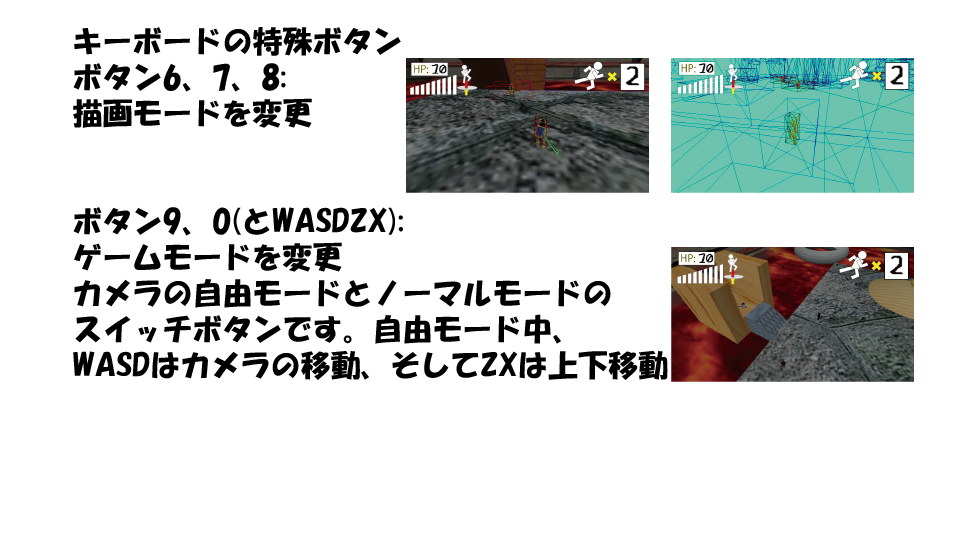 キーボードの特殊ボタン
ボタン6、7、8:
描画モードを変更
HP: 70
2
HP: 70
2
ボタン9、0(とWASDZX):
ゲームモードを変更
カメラの自由モードとノーマルモードの
スイッチボタンです。自由モード中、
WASDはカメラの移動、そしてZXは上下移動
HP: 70
2